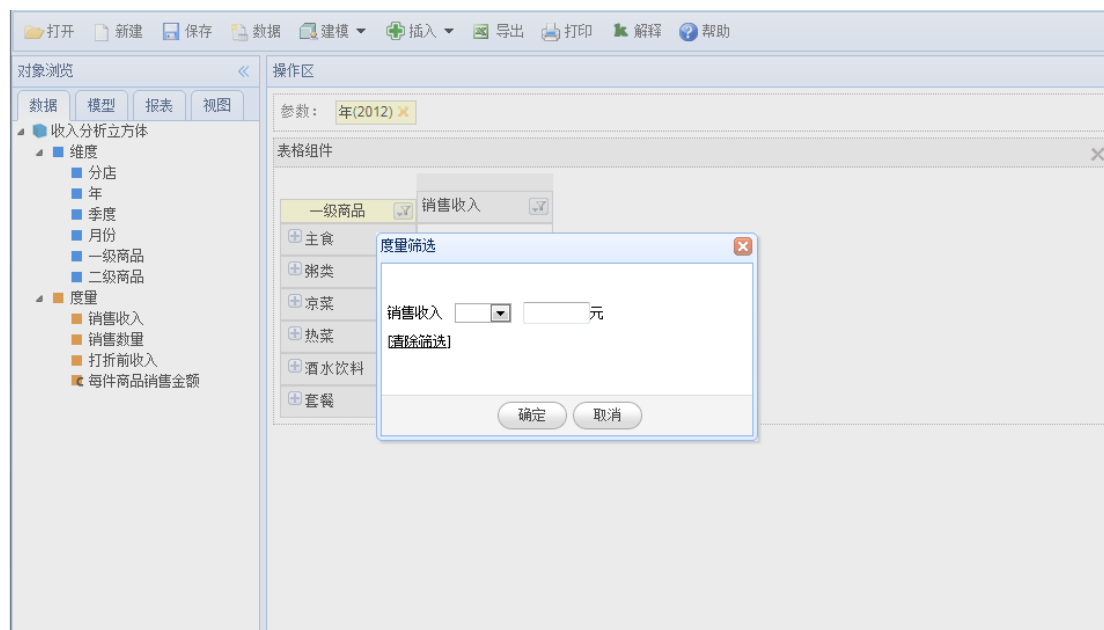 打开 新建 保存 数据 建模 插入 导出 打印 解释 帮助
对象浏览
操作区
数据 模型 报表 视图
参数： 年(2012)
收入分析立方体
维度
分店
年
季度
月份
一级商品
二级商品
度量
销售收入
销售数量
打折前收入
每件商品销售金额
表格组件
一级商品 销售收入
主食
粥类
凉菜
热菜
酒水饮料
套餐
度量筛选
销售收入 元
[清除筛选]
确定 取消